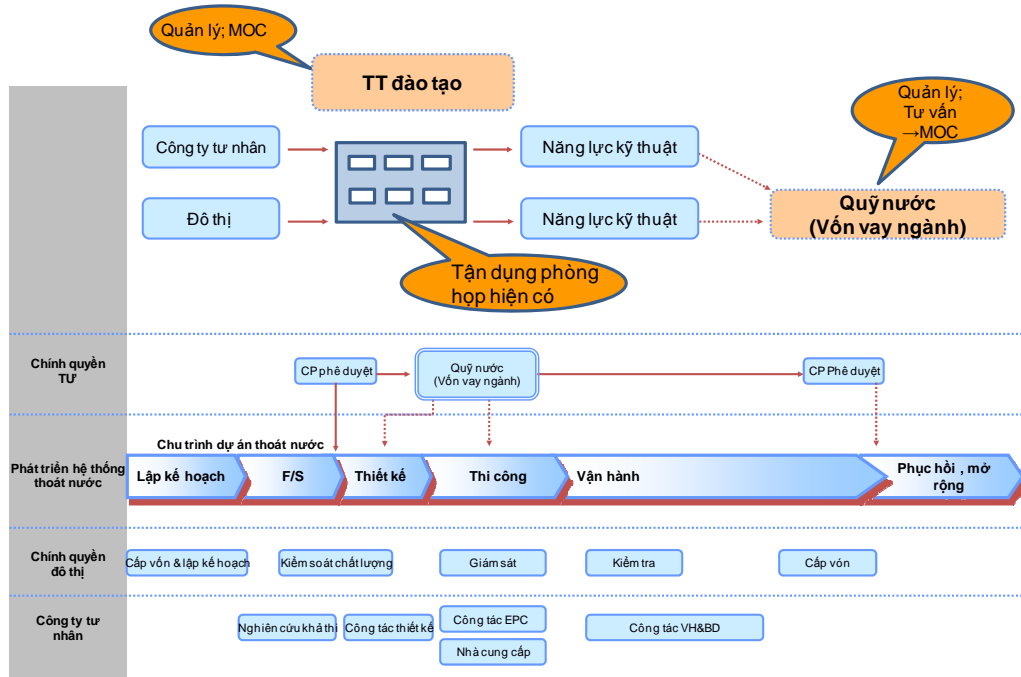 Quản lý; MOC
TT đào tạo
Quản lý;
Tư vấn
→MOC
Công ty tư nhân
Năng lực kỹ thuật
Đô thị
Năng lực kỹ thuật
Quỹ nước
(Vốn vay ngành)
Tận dụng phòng
họp hiện có
Chính quyền
TƯ
CP phê duyệt
Quỹ nước
(Vốn vay ngành)
CP Phê duyệt
Chu trình dự án thoát nước
Phát triển hệ thống
thoát nước
Lập kế hoạch
F/S
Thiết kế
Thi công
Vận hành
Phục hồi , mở
rộng
Chính quyền
đô thị
Cấp vốn & lập kế hoạch
Kiểm soát chất lượng
Giám sát
Kiểm tra
Cấp vón
Công ty tư
nhân
Nghiên cứu khả thi
Công tác thiết kế
Công tác EPC
Nhà cung cấp
Công tác VH&BD